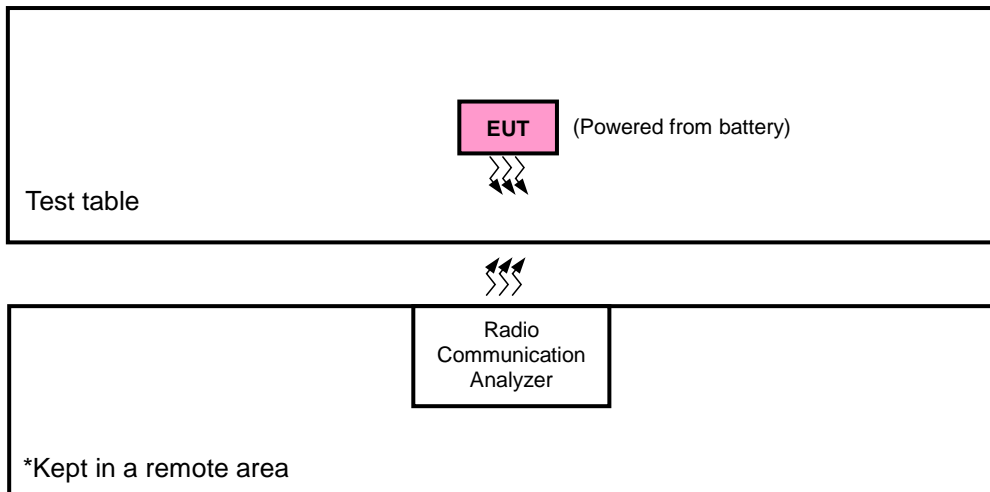 EUT
(Powered from battery)
Test table
Radio
Communication
Analyzer
*Kept in a remote area